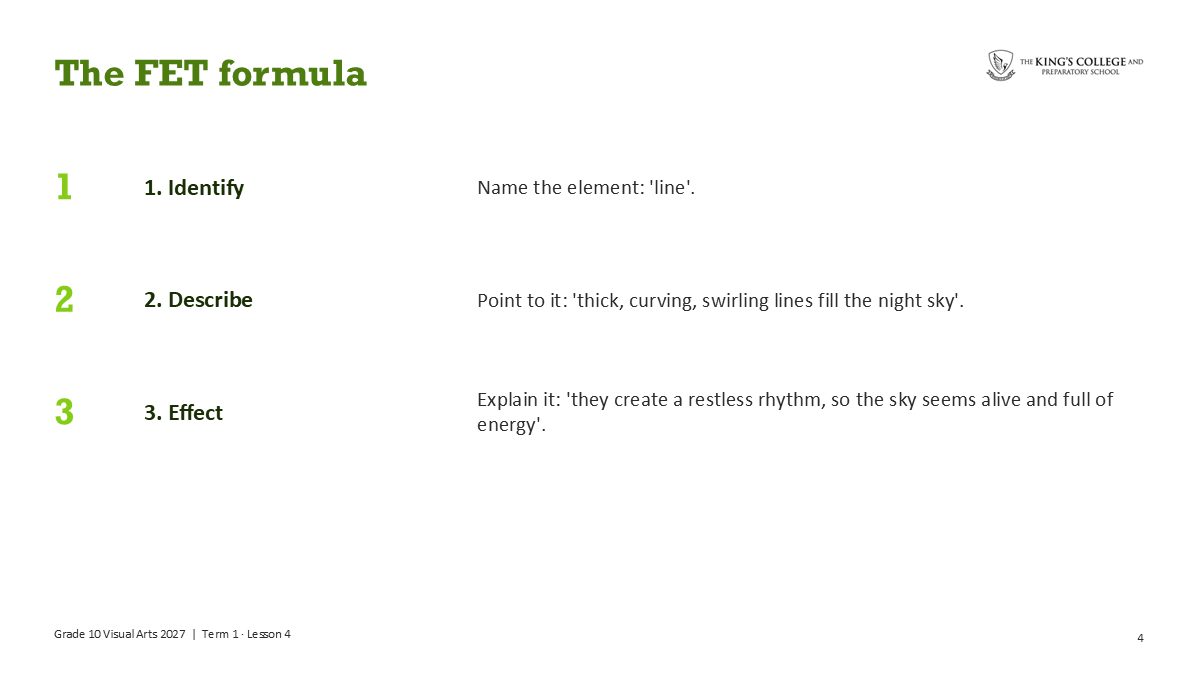 The FET formula
THE KING'S COLLEGE AND
PREPARATORY SCHOOL
1
1. Identify
Name the element: 'line'.
2
2. Describe
Point to it: 'thick, curving, swirling lines fill the night sky'.
3
3. Effect
Explain it: 'they create a restless rhythm, so the sky seems alive and full of
energy'.
Grade 10 Visual Arts 2027 | Term 1 · Lesson 4
4